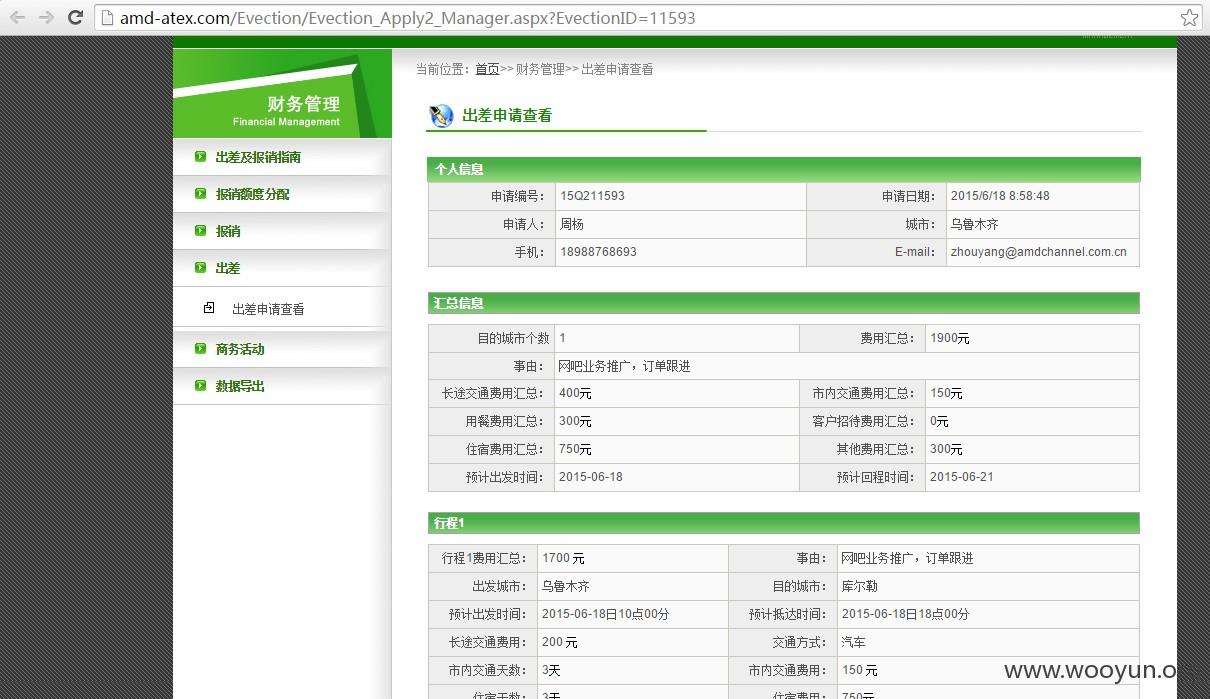 amd-atex.com/Evection/Evection_Apply2_Manager.aspx?EvectionID=11593
当前位置：首页>> 财务管理>> 出差申请查看
财务管理
Financial Management
出差及报销指南
报销额度分配
报销
出差
出差申请查看
商务活动
数据导出
出差申请查看
个人信息
申请编号： 15Q211593 申请日期： 2015/6/18 8:58:48
申请人： 周杨 城市： 乌鲁木齐
手机： 18988768693 E-mail： zhouyang@amdchannel.com.cn
汇总信息
目的城市个数 1 费用汇总： 1900元
事由： 网吧业务推广，订单跟进
长途交通费用汇总： 400元 市内交通费用汇总： 150元
用餐费用汇总： 300元 客户招待费用汇总： 0元
住宿费用汇总： 750元 其他费用汇总： 300元
预计出发时间： 2015-06-18 预计回程时间： 2015-06-21
行程1
行程1费用汇总： 1700 元 事由： 网吧业务推广，订单跟进
出发城市： 乌鲁木齐 目的城市： 库尔勒
预计出发时间： 2015-06-18日10点00分 预计抵达时间： 2015-06-18日18点00分
长途交通费用： 200 元 交通方式： 汽车
市内交通天数： 3天 市内交通费用： 150 元
住宿天数： 3天 住宿费用： 750元
www.wooyun.o